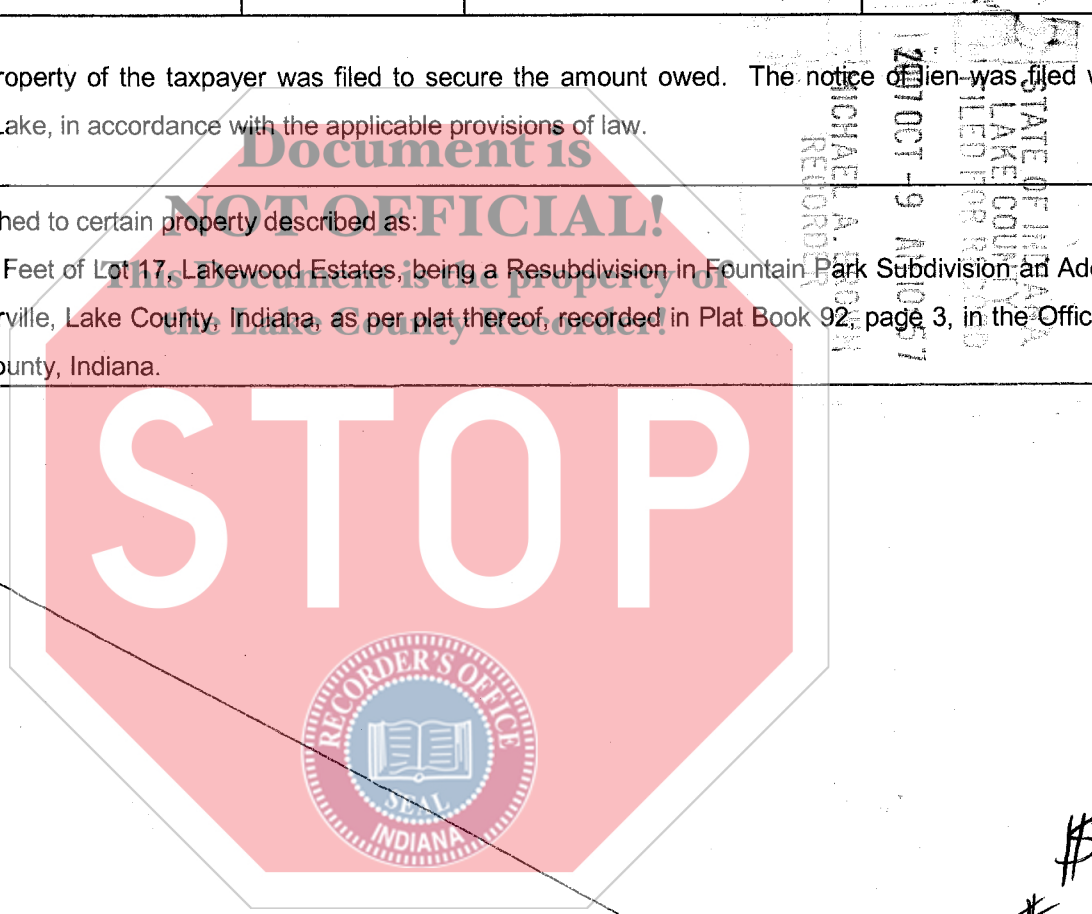 roperty of the taxpayer was filed to secure the amount owed. The notice of lien was filed
Lake, in accordance with the applicable provisions of law.
hed to certain property described as:
Feet of Lot 17, Lakewood Estates, being a Resubdivision in Fountain Park Subdivision an Ad
rville, Lake County, Indiana, as per plat thereof, recorded in Plat Book 92, page 3, in the Offic
ounty, Indiana.
Document is
NOT OFFICIAL!
This Document is the property of
the Lake County Recorder!
STOP
RECORDER'S OFFICE
SEAL
INDIANA
STATE OF INDIANA
LAKE COUNTY
FILED FOR RECORD
OCT -9 AM 10:57
MICHAEL A. BROWN
RECORDER
$